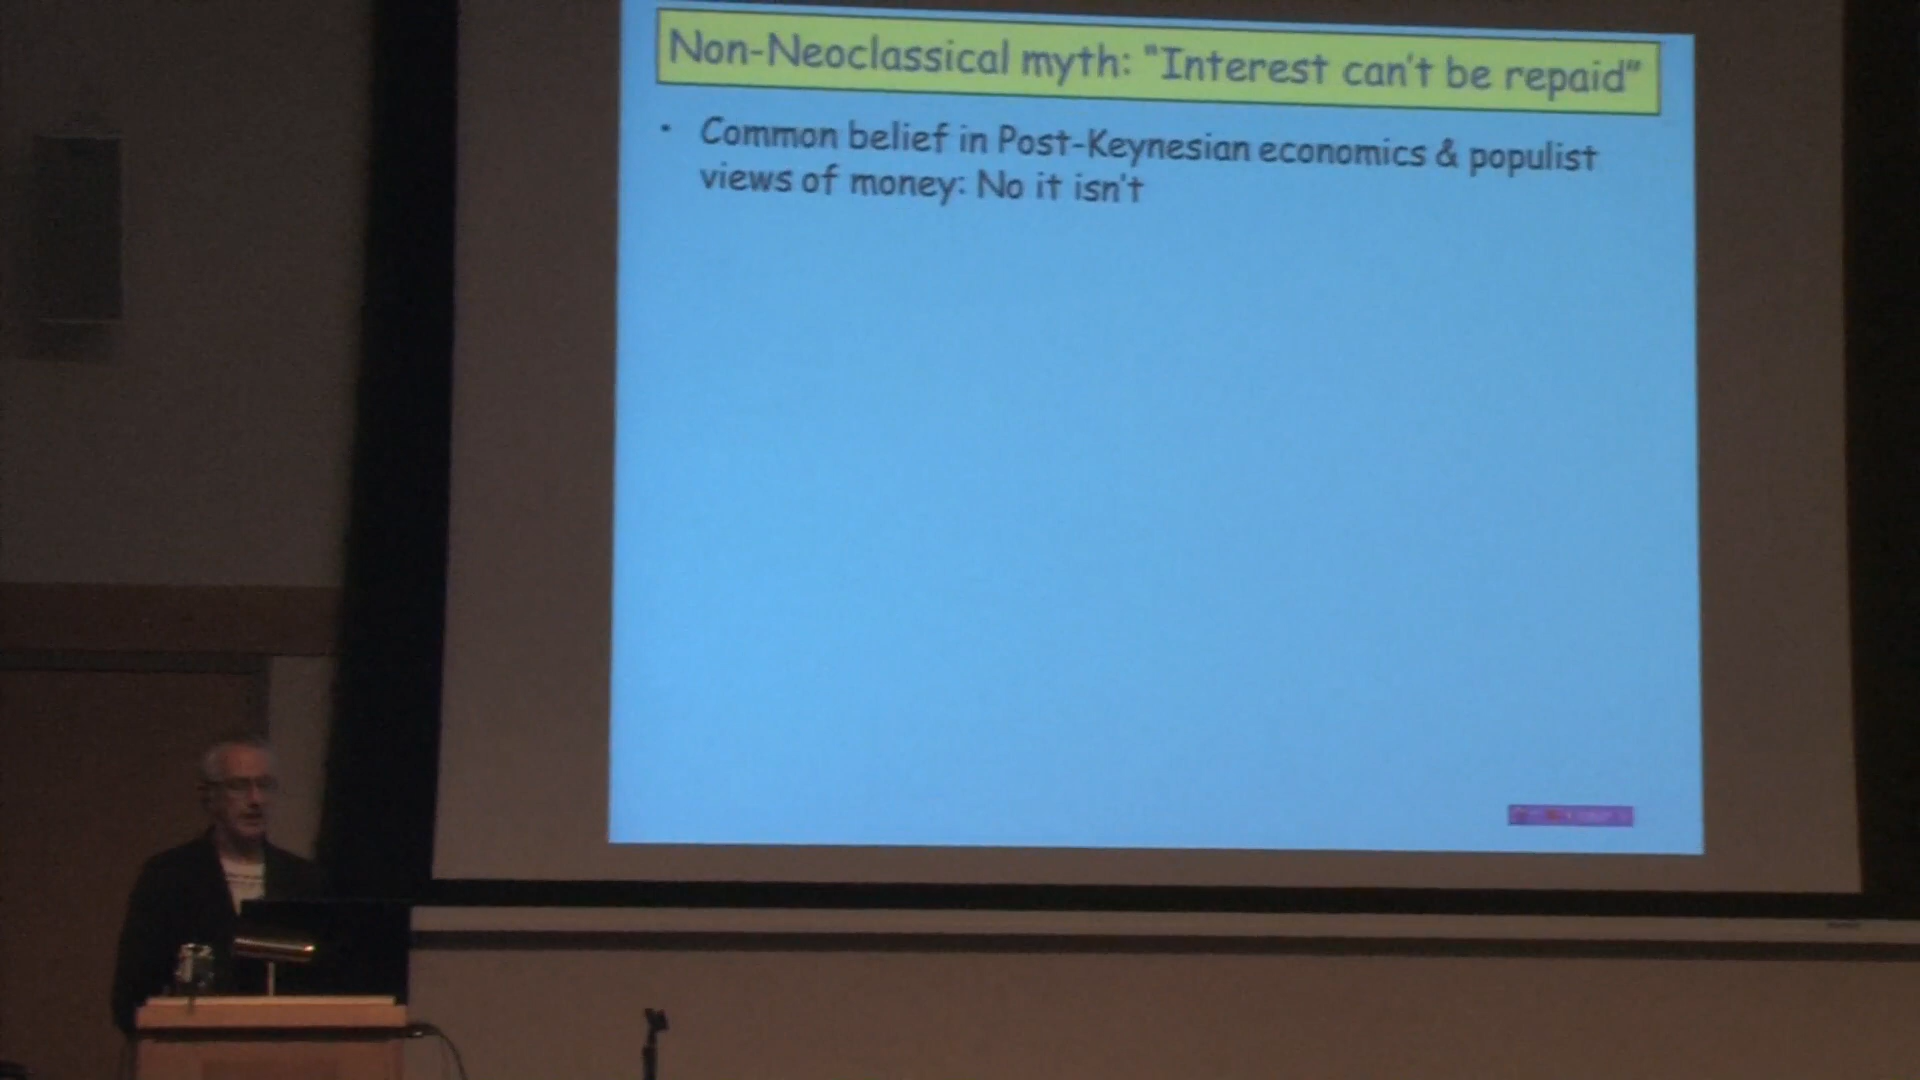 Non-Neoclassical myth: "Interest can't be repaid"
• Common belief in Post-Keynesian economics & populist
views of money: No it isn't